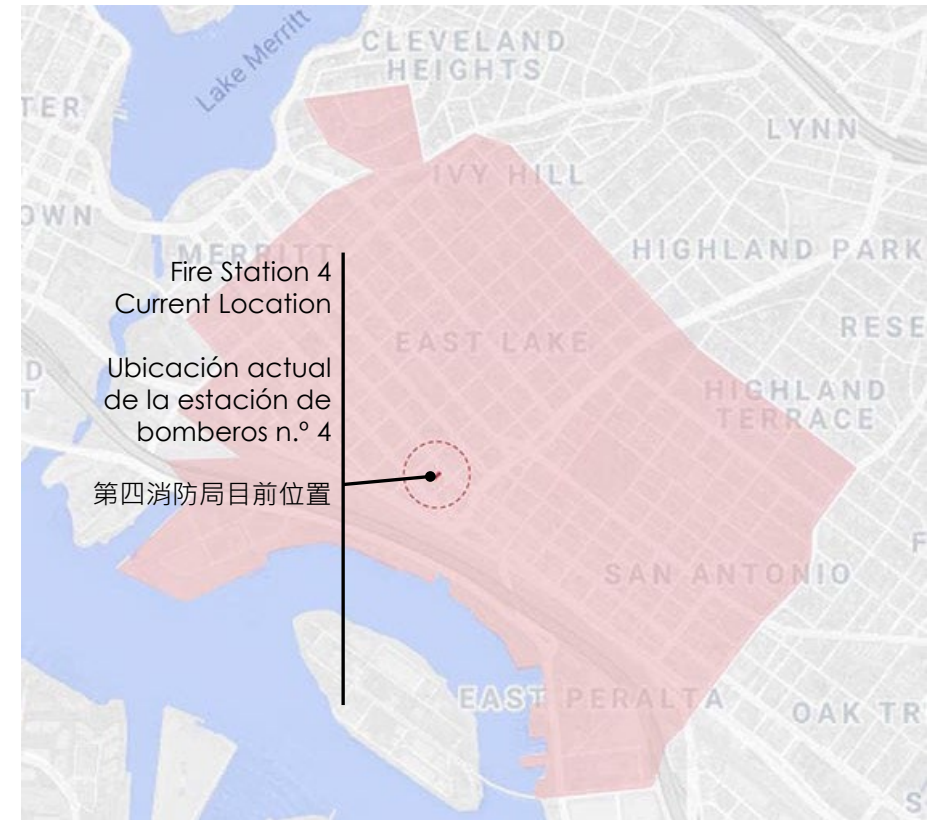 Lake Merritt
CLEVELAND
HEIGHTS
TER
LYNN
IVY HILL
OWN
MERRITT
HIGHLAND PARK
Fire Station 4
Current Location
RESE
EAST LAKE
Ubicación actual
de la estación de
bomberos n.º 4
D
T
HIGHLAND
TERRACE
第四消防局目前位置
F
SAN ANTONIO
EAST PERALTA
OAK TR
S